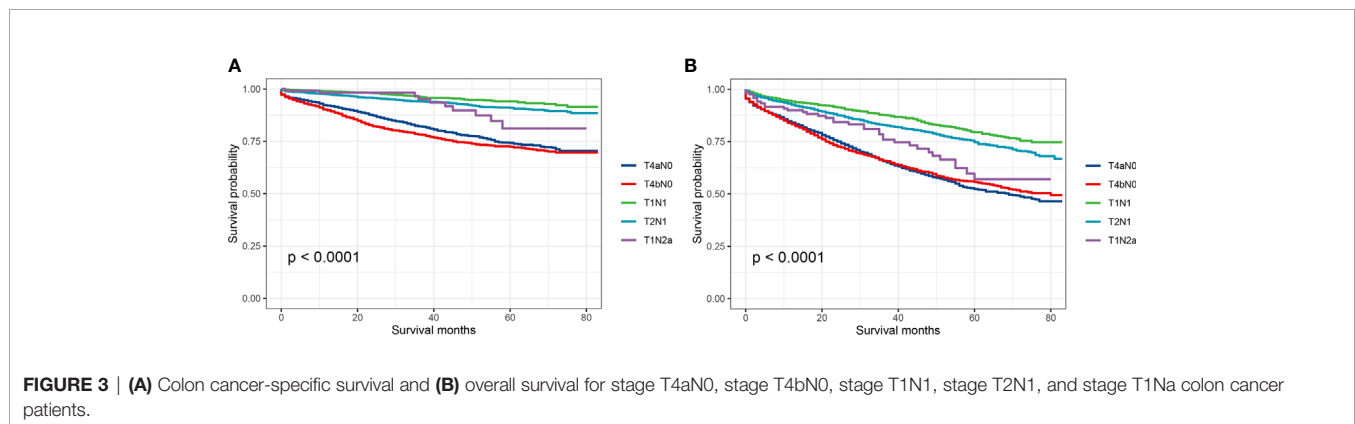 A
Survival probability
1.00
0.75
0.50
0.25
0.00
p < 0.0001
0 20 40 60 80
Survival months
T4aN0
T4bN0
T1N1
T2N1
T1N2a
B
Survival probability
1.00
0.75
0.50
0.25
0.00
p < 0.0001
0 20 40 60 80
Survival months
T4aN0
T4bN0
T1N1
T2N1
T1N2a
FIGURE 3 | (A) Colon cancer-specific survival and (B) overall survival for stage T4aN0, stage T4bN0, stage T1N1, stage T2N1, and stage T1Na colon cancer
patients.